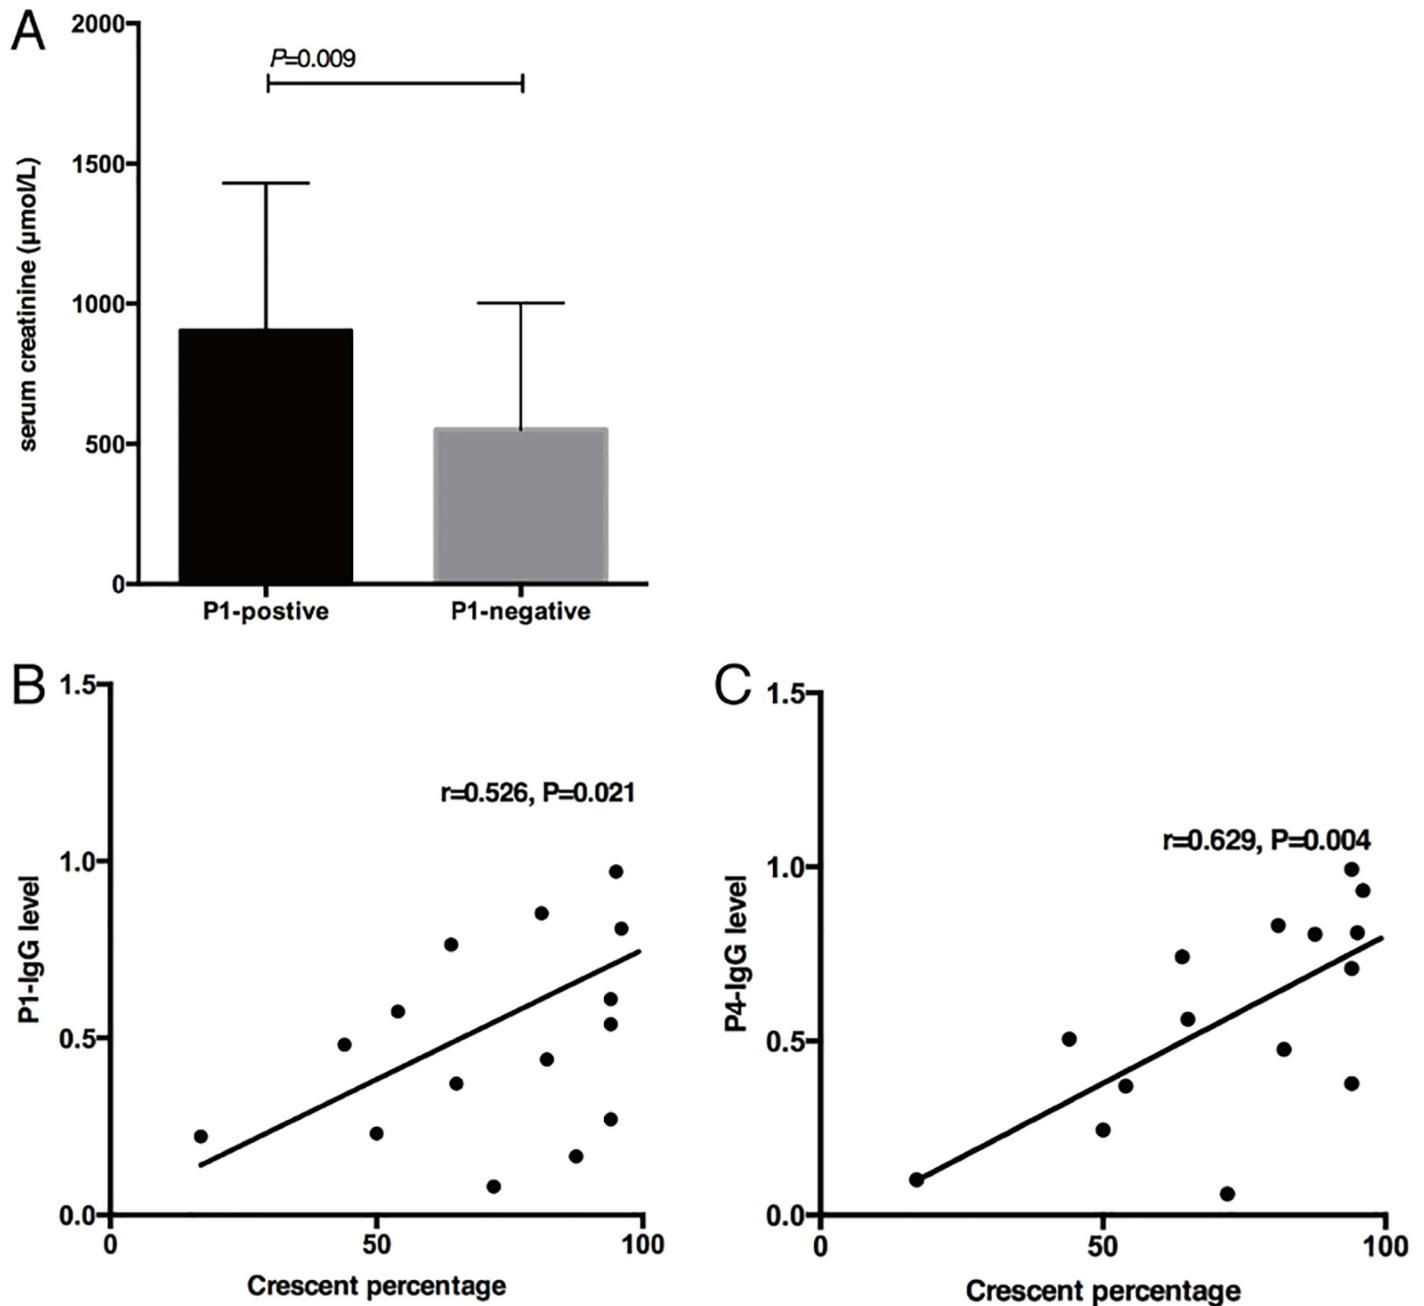 A
2000
P=0.009
1500
1000
500
0
serum creatinine (µmol/L)
P1-postive
P1-negative
B
1.5
r=0.526, P=0.021
1.0
0.5
0.0
P1-IgG level
0
50
100
Crescent percentage
C
1.5
r=0.629, P=0.004
1.0
0.5
0.0
P4-IgG level
0
50
100
Crescent percentage